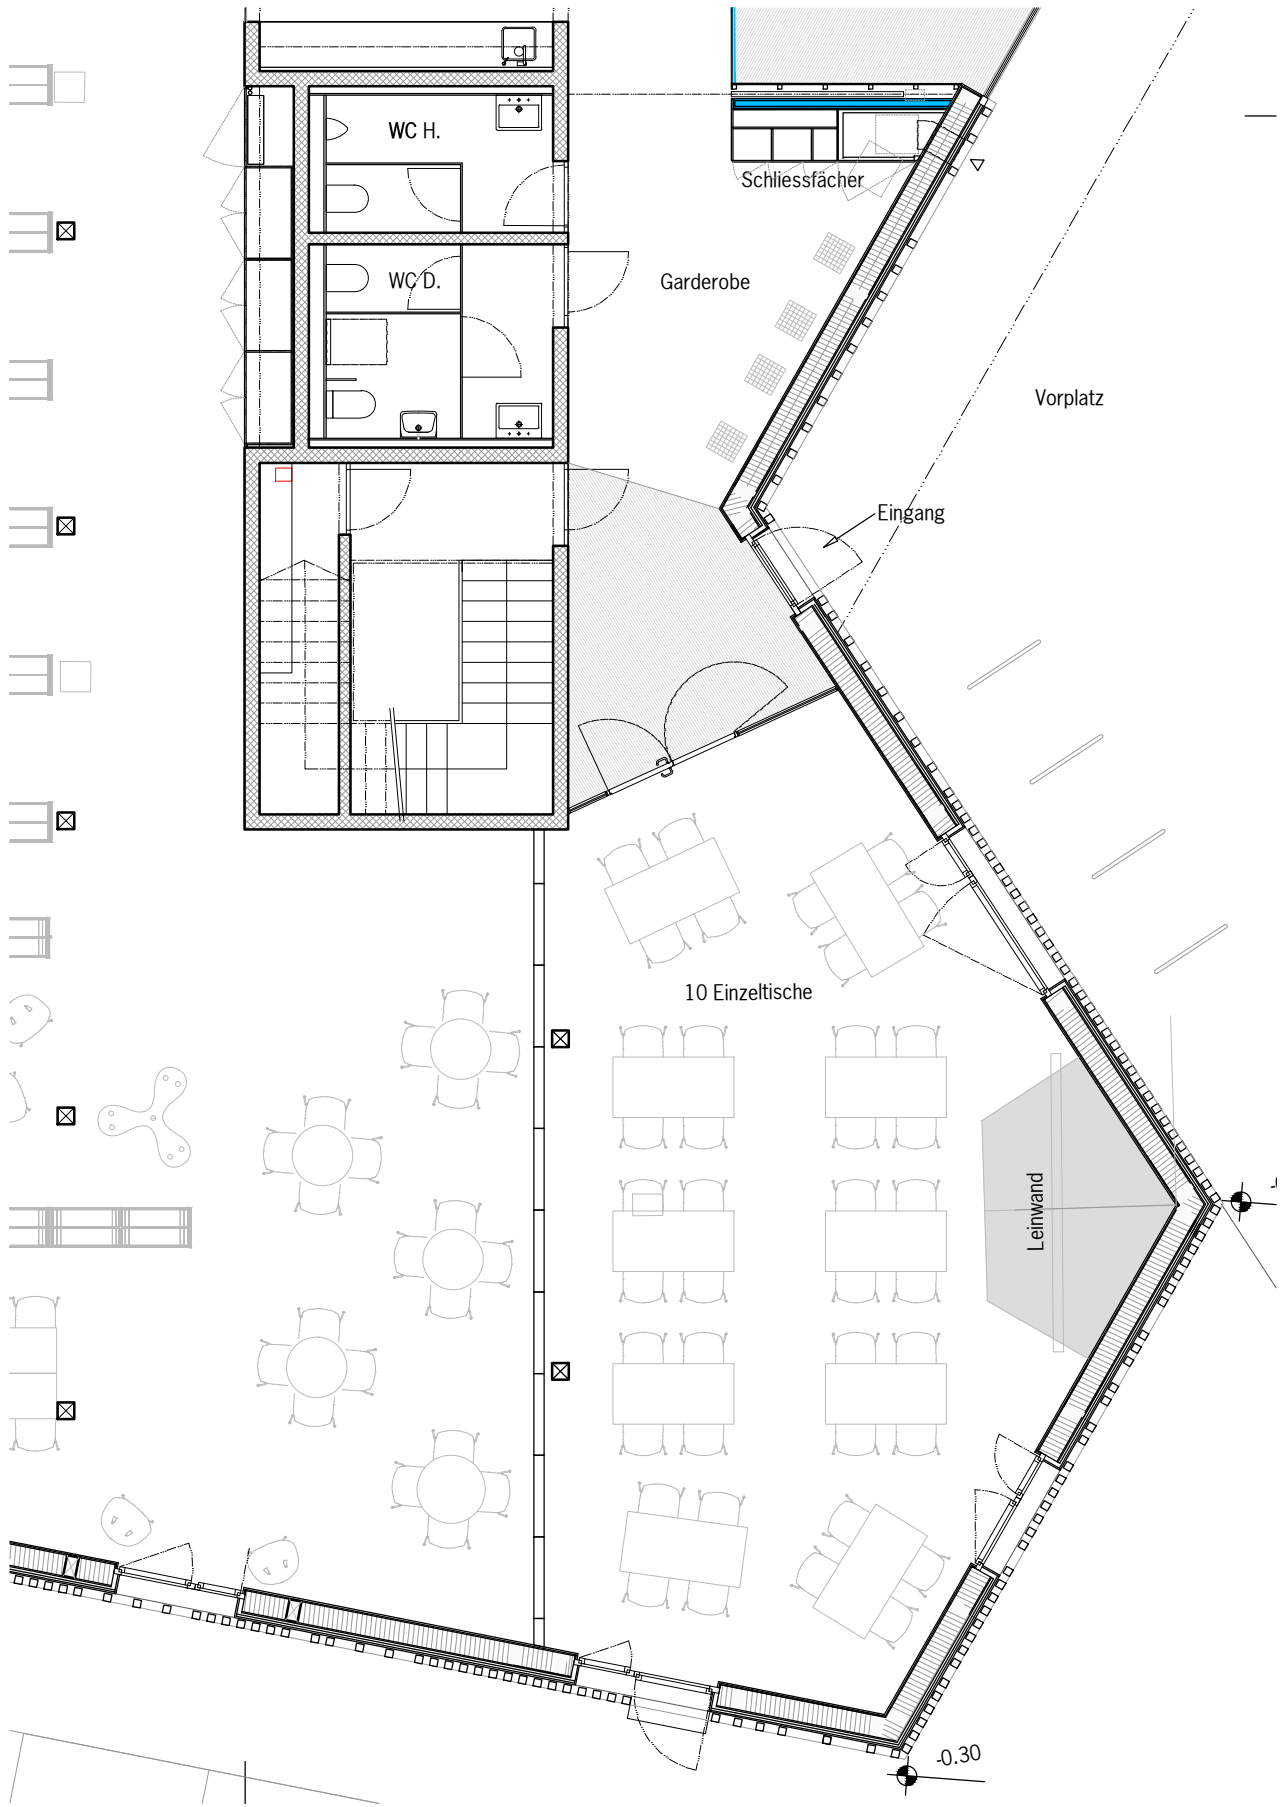 WC H.
Schliessfächer
WC D.
Garderobe
Vorplatz
Eingang
10 Einzeltische
Leinwand
-0.30